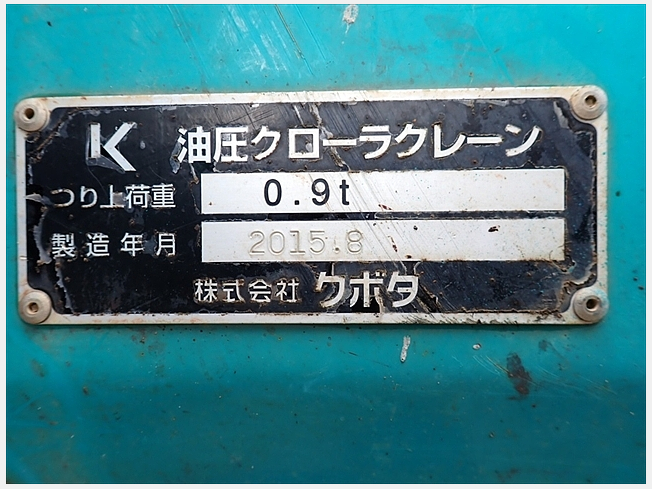 K 油圧クローラクレーン
つり上荷重 0.9t
製造年月 2015.8
株式会社 クボタ